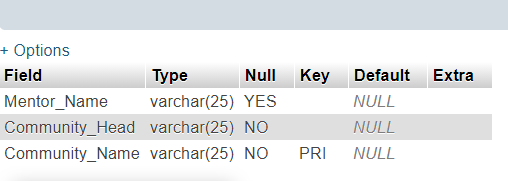 + Options
Field Type Null Key Default Extra
Mentor_Name varchar(25) YES NULL
Community_Head varchar(25) NO NULL
Community_Name varchar(25) NO PRI NULL